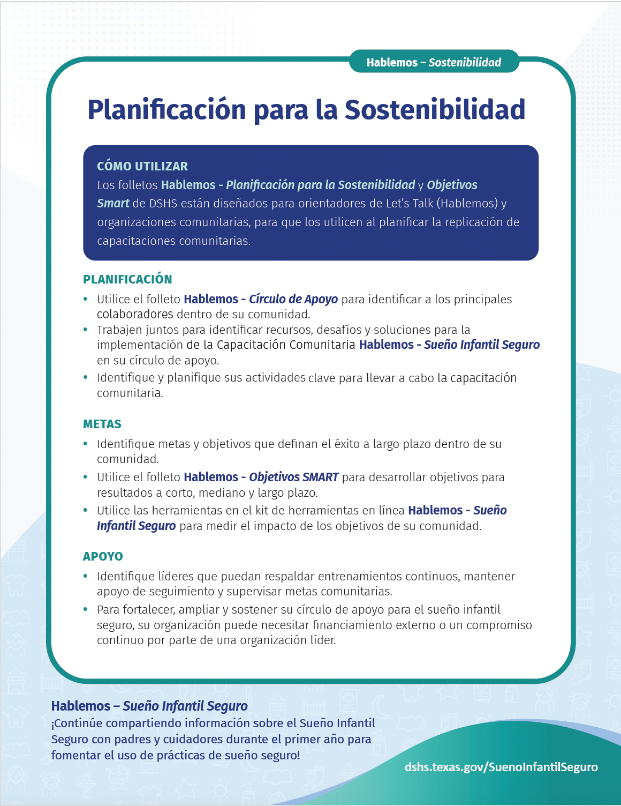 Hablemos – Sostenibilidad
Planificación para la Sostenibilidad
CÓMO UTILIZAR
Los folletos Hablemos - Planificación para la Sostenibilidad y Objetivos
Smart de DSHS están diseñados para orientadores de Let's Talk (Hablemos) y
organizaciones comunitarias, para que los utilicen al planificar la replicación de
capacitaciones comunitarias.
PLANIFICACIÓN
• Utilice el folleto Hablemos - Círculo de Apoyo para identificar a los principales
colaboradores dentro de su comunidad.
• Trabajen juntos para identificar recursos, desafíos y soluciones para la
implementación de la Capacitación Comunitaria Hablemos - Sueño Infantil Seguro
en su círculo de apoyo.
• Identifique y planifique sus actividades clave para llevar a cabo la capacitación
comunitaria.
METAS
• Identifique metas y objetivos que definan el éxito a largo plazo dentro de su
comunidad.
• Utilice el folleto Hablemos - Objetivos SMART para desarrollar objetivos para
resultados a corto, mediano y largo plazo.
• Utilice las herramientas en el kit de herramientas en línea Hablemos - Sueño
Infantil Seguro para medir el impacto de los objetivos de su comunidad.
APOYO
• Identifique líderes que puedan respaldar entrenamientos continuos, mantener
apoyo de seguimiento y supervisar metas comunitarias.
• Para fortalecer, ampliar y sostener su círculo de apoyo para el sueño infantil
seguro, su organización puede necesitar financiamiento externo o un compromiso
continuo por parte de una organización líder.
Hablemos – Sueño Infantil Seguro
¡Continúe compartiendo información sobre el Sueño Infantil
Seguro con padres y cuidadores durante el primer año para
fomentar el uso de prácticas de sueño seguro!
dshs.texas.gov/SuenoInfantilSeguro